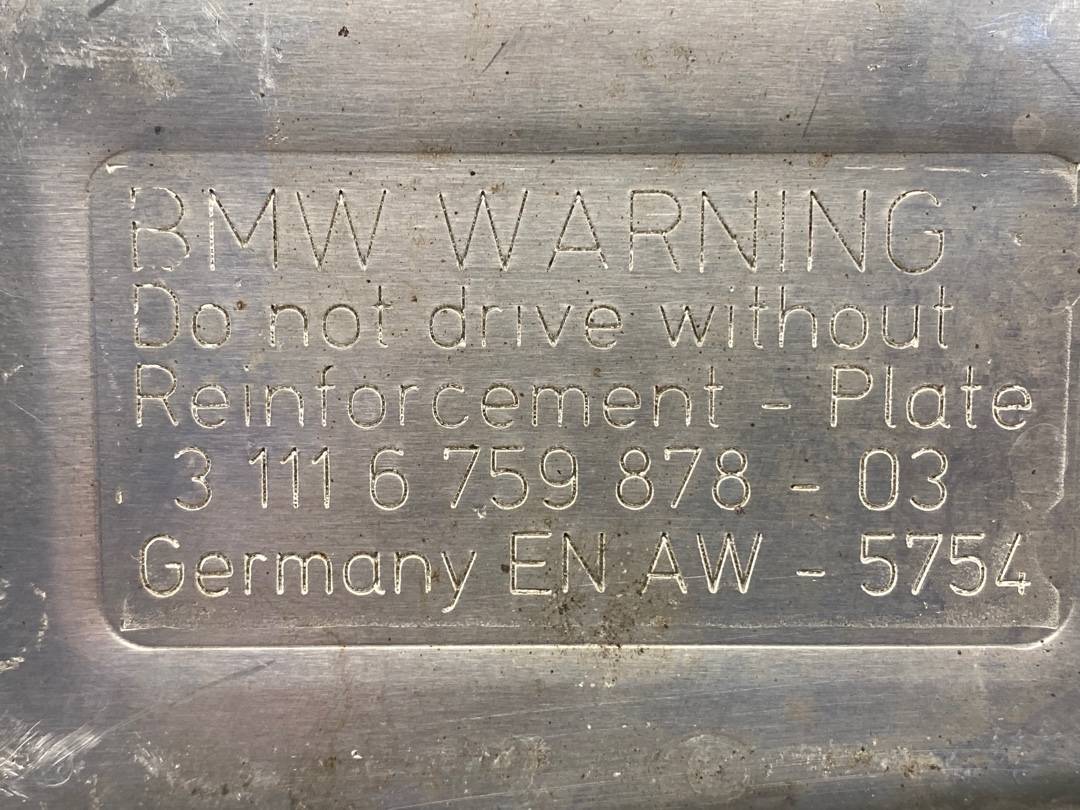 BMW WARNING
Do not drive without
Reinforcement - Plate
3 111 6 759 878 - 03
Germany EN AW - 5754